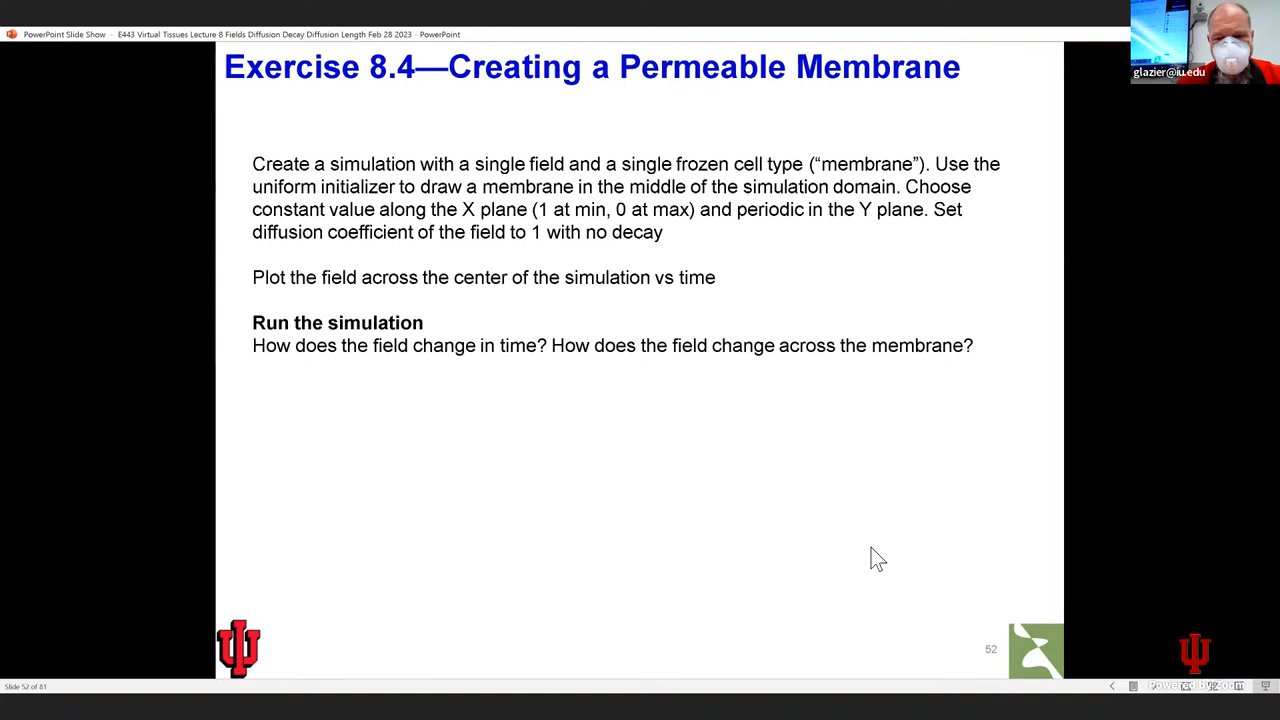 PowerPoint Slide Show - E443 Virtual Tissues Lecture 8 Fields Diffusion Decay Diffusion Length Feb 28 2023 - PowerPoint
glazier@iu.edu
Exercise 8.4—Creating a Permeable Membrane
Create a simulation with a single field and a single frozen cell type (“membrane”). Use the
uniform initializer to draw a membrane in the middle of the simulation domain. Choose
constant value along the X plane (1 at min, 0 at max) and periodic in the Y plane. Set
diffusion coefficient of the field to 1 with no decay
Plot the field across the center of the simulation vs time
Run the simulation
How does the field change in time? How does the field change across the membrane?
52
Slide 52 of 81
Powered by zoom